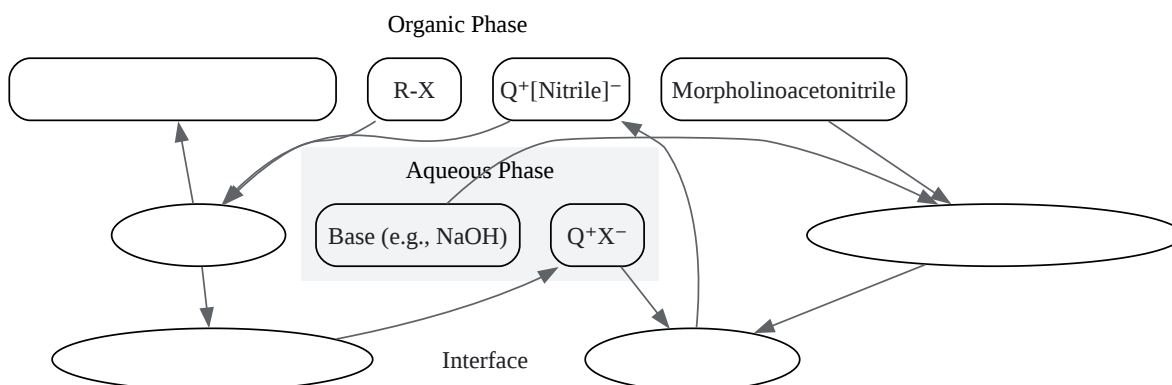 Organic Phase
R-X
Q⁺[Nitrile]⁻
Morpholinoacetonitrile
Aqueous Phase
Base (e.g., NaOH)
Q⁺X⁻
Interface